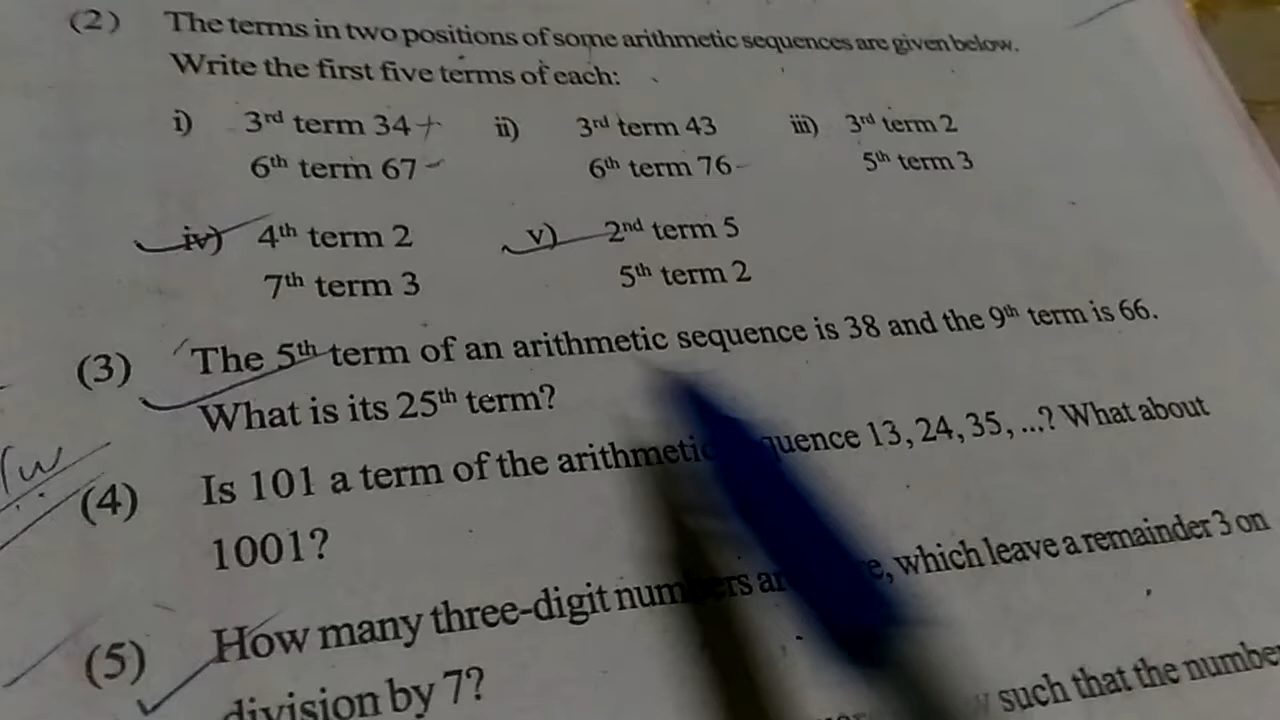 (2) The terms in two positions of some arithmetic sequences are given below.
Write the first five terms of each:
i) 3rd term 34 ii) 3rd term 43 iii) 3rd term 2
6th term 67 6th term 76 5th term 3
iv) 4th term 2 v) 2nd term 5
7th term 3 5th term 2
(3) The 5th term of an arithmetic sequence is 38 and the 9th term is 66.
What is its 25th term?
(4) Is 101 a term of the arithmetic quence 13, 24, 35, ...? What about
1001?
(5) How many three-digit numbers which leave a remainder 3 on
division by 7?
such that the number